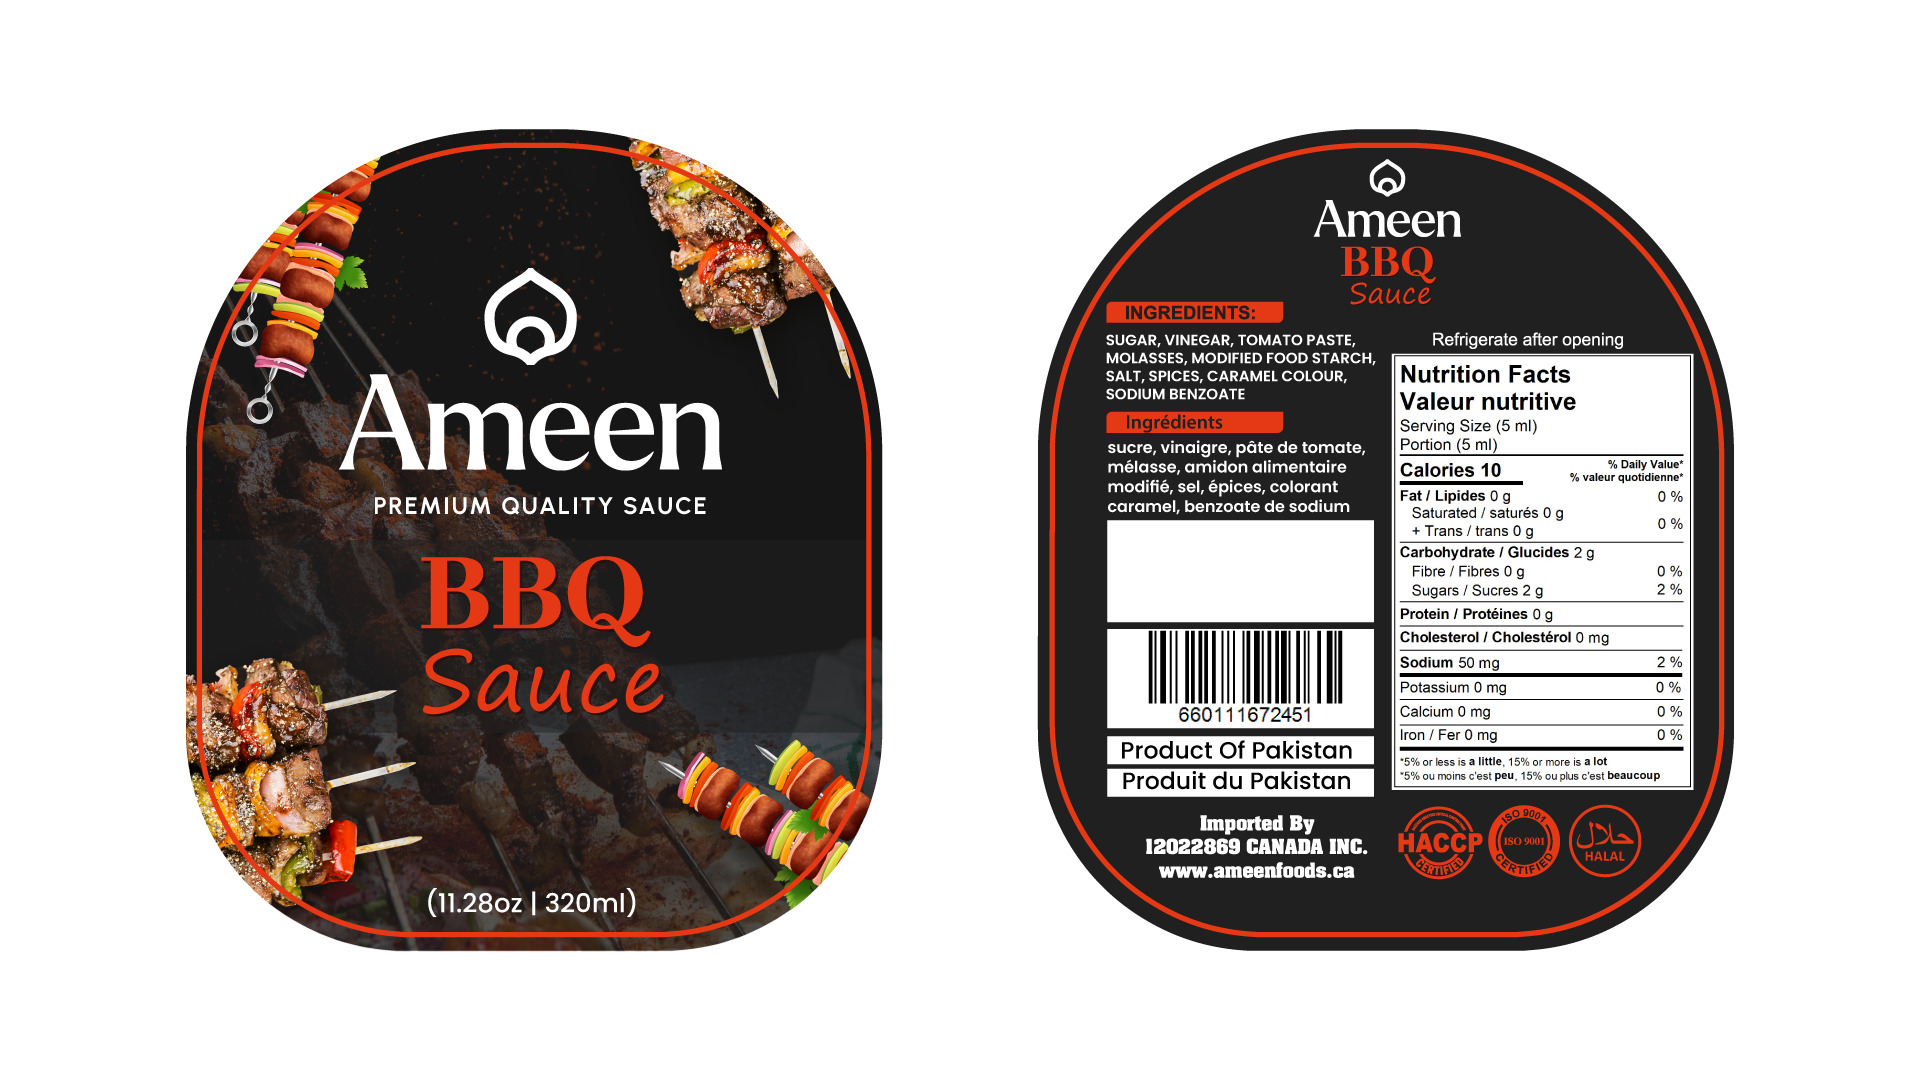 Ameen
PREMIUM QUALITY SAUCE
BBQ
Sauce
(11.28oz | 320ml)
Ameen
BBQ
Sauce
INGREDIENTS:
SUGAR, VINEGAR, TOMATO PASTE,
MOLASSES, MODIFIED FOOD STARCH,
SALT, SPICES, CARAMEL COLOUR,
SODIUM BENZOATE
Ingrédients
sucre, vinaigre, pâte de tomate,
mélasse, amidon alimentaire
modifié, sel, épices, colorant
caramel, benzoate de sodium
660111672451
Product Of Pakistan
Produit du Pakistan
Imported By
12022869 CANADA INC.
www.ameenfoods.ca
Refrigerate after opening
Nutrition Facts
Valeur nutritive
Serving Size (5 ml)
Portion (5 ml)
Calories 10
% Daily Value*
% valeur quotidienne*
Fat / Lipides 0 g 0 %
Saturated / saturés 0 g
+ Trans / trans 0 g 0 %
Carbohydrate / Glucides 2 g
Fibre / Fibres 0 g 0 %
Sugars / Sucres 2 g 2 %
Protein / Protéines 0 g
Cholesterol / Cholestérol 0 mg
Sodium 50 mg 2 %
Potassium 0 mg 0 %
Calcium 0 mg 0 %
Iron / Fer 0 mg 0 %
*5% or less is a little, 15% or more is a lot
*5% ou moins c'est peu, 15% ou plus c'est beaucoup
HACCP
CERTIFIED
ISO 9001
ISO 9001
CERTIFIED
حلال
HALAL